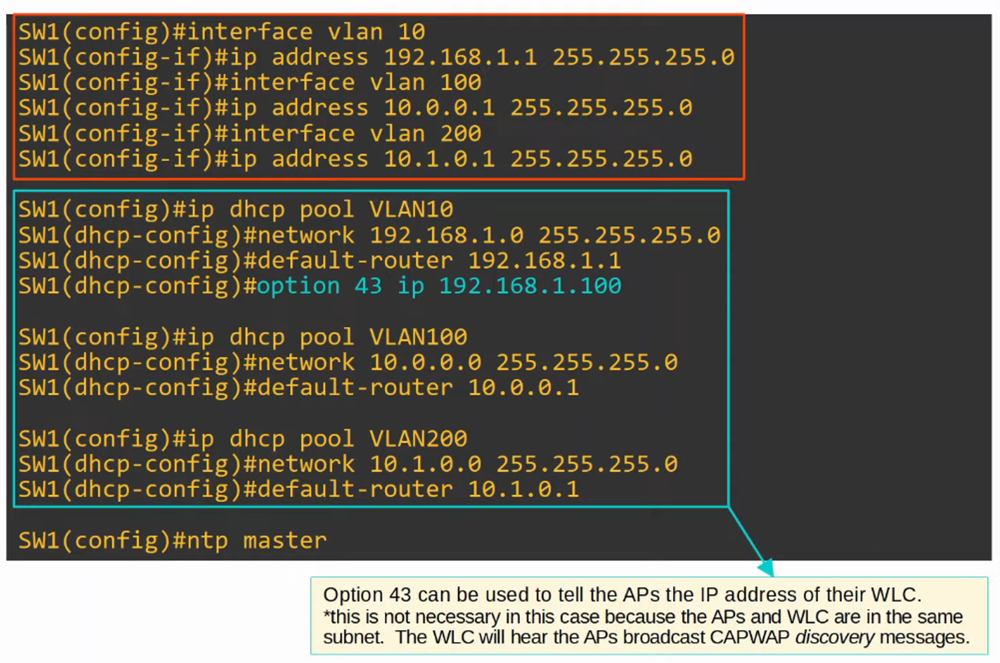 SW1(config)#interface vlan 10
SW1(config-if)#ip address 192.168.1.1 255.255.255.0
SW1(config-if)#interface vlan 100
SW1(config-if)#ip address 10.0.0.1 255.255.255.0
SW1(config-if)#interface vlan 200
SW1(config-if)#ip address 10.1.0.1 255.255.255.0
SW1(config)#ip dhcp pool VLAN10
SW1(dhcp-config)#network 192.168.1.0 255.255.255.0
SW1(dhcp-config)#default-router 192.168.1.1
SW1(dhcp-config)#option 43 ip 192.168.1.100
SW1(config)#ip dhcp pool VLAN100
SW1(dhcp-config)#network 10.0.0.0 255.255.255.0
SW1(dhcp-config)#default-router 10.0.0.1
SW1(config)#ip dhcp pool VLAN200
SW1(dhcp-config)#network 10.1.0.0 255.255.255.0
SW1(dhcp-config)#default-router 10.1.0.1
SW1(config)#ntp master
Option 43 can be used to tell the APs the IP address of their WLC.
*this is not necessary in this case because the APs and WLC are in the same
subnet.  The WLC will hear the APs broadcast CAPWAP discovery messages.